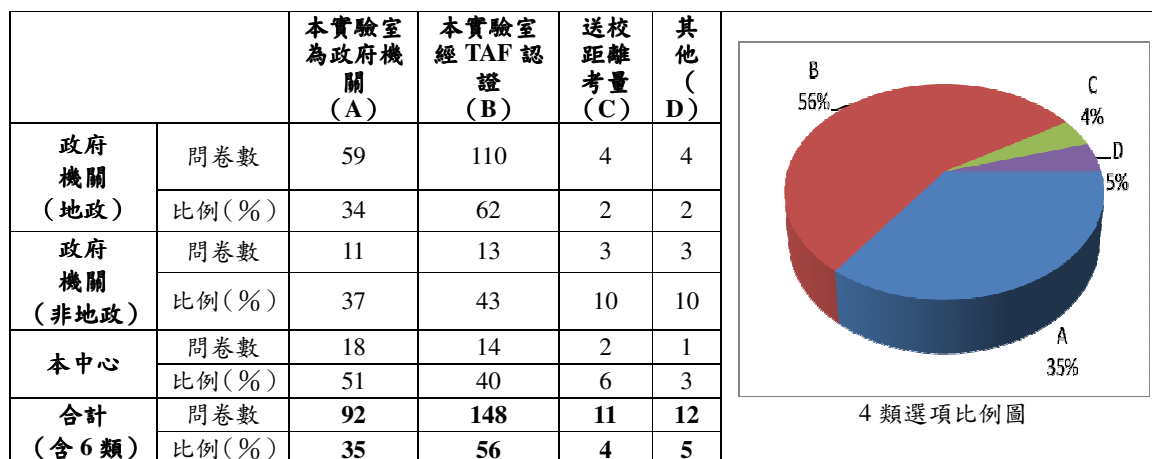 本實驗室
為政府機
關
（A）
本實驗室
經 TAF 認
證
（B）
送校
距離
考量
（C）
其
他
（
D）
政府
機關
（地政）
問卷數 59 110 4 4
比例(％) 34 62 2 2
政府
機關
（非地政）
問卷數 11 13 3 3
比例(％) 37 43 10 10
本中心
問卷數 18 14 2 1
比例(％) 51 40 6 3
合計
（含 6 類）
問卷數 92 148 11 12
比例(％) 35 56 4 5
B
56%
C
4%
D
5%
A
35%
4 類選項比例圖